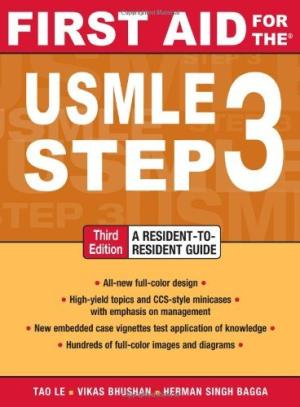 FIRST AID FOR THE®
USMLE
STEP 3
Third Edition A RESIDENT-TO-RESIDENT GUIDE
• All-new full-color design •
• High-yield topics and CCS-style minicases •
with emphasis on management
• New embedded case vignettes test application of knowledge •
• Hundreds of full-color images and diagrams •
TAO LE • VIKAS BHUSHAN • HERMAN SINGH BAGGA